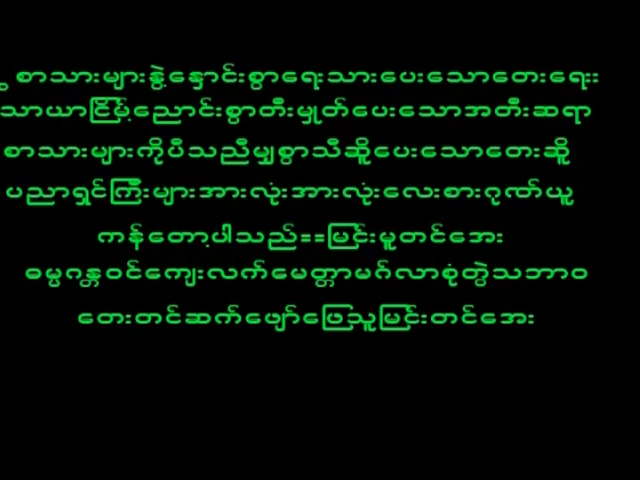 စာသားများနွဲ့နှောင်းစွာရေးသားပေးသောတေးရေး
သာယာငြိမ့်ညောင်းစွာတီးမှုတ်ပေးသောအတီးဆရာ
စာသားများကိုပီသညီမျှစွာသီဆိူပေးသောတေးဆိူ
ပညာရှင်ကြီးများအားလုံးအားလုံးလေးစားဂုဏ်ယူ
ကန်တော့ပါသည်==မြင်းမူတင်အေး
ဓမ္မဂန္တဝင်ကျေးလက်မေတ္တာမဂ်လာစုံတွဲသဘာဝ
တေးတင်ဆက်ဖျော်ဖြေသူမြင်းတင်အေး